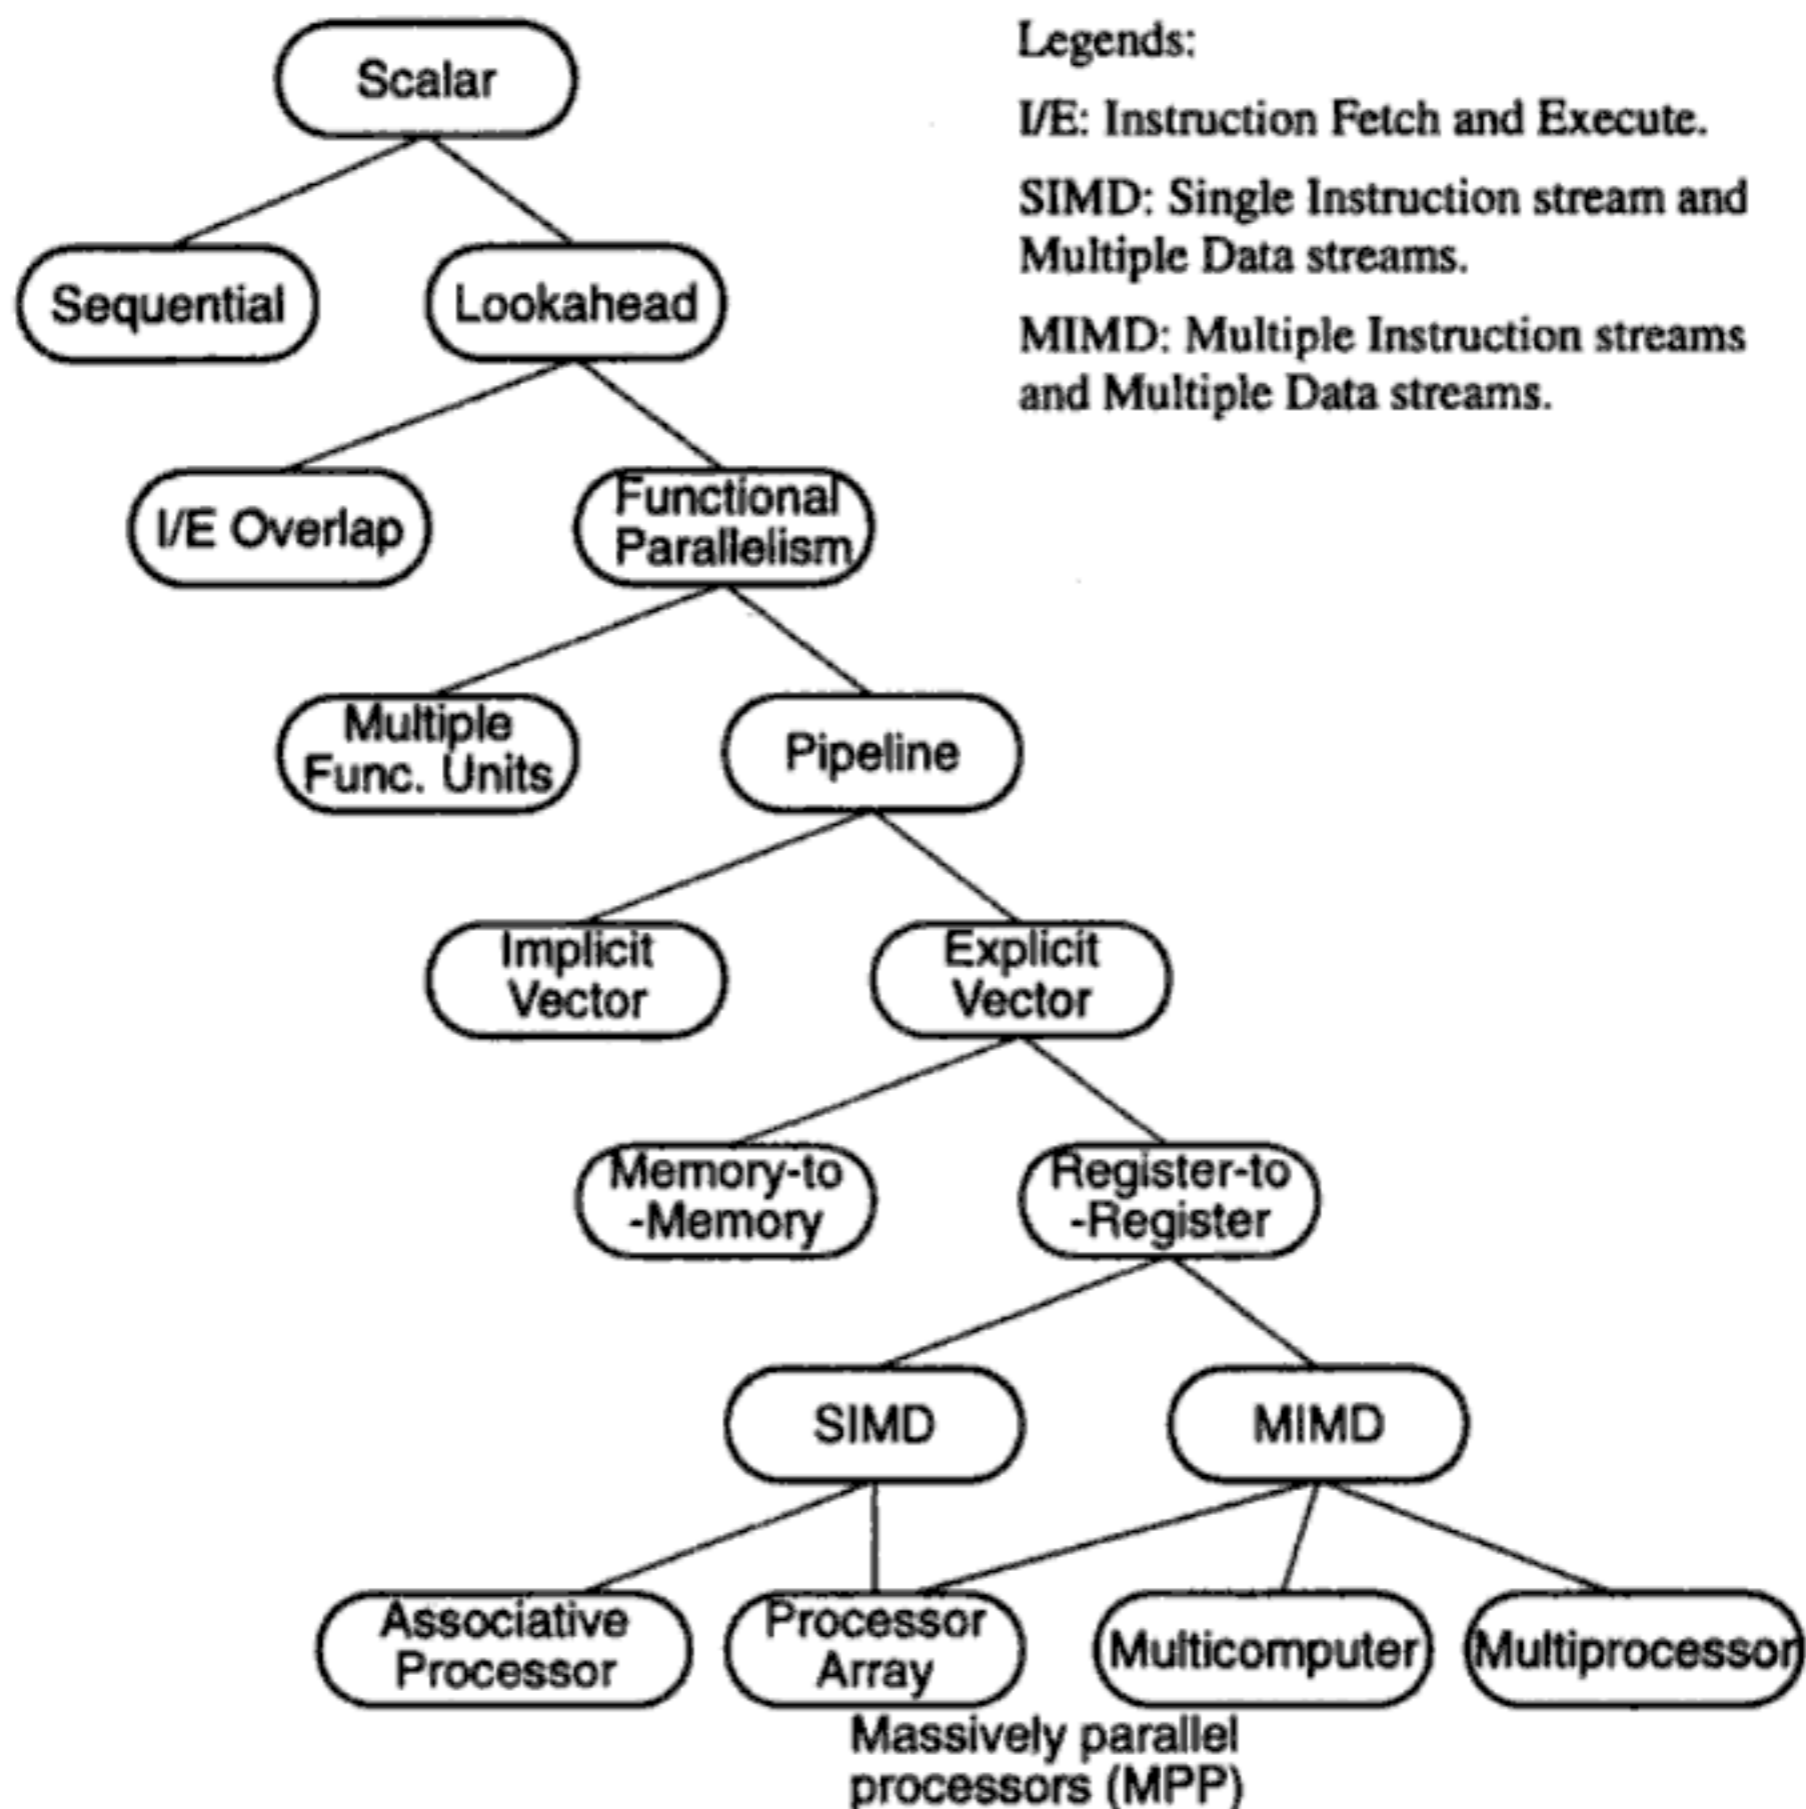 Scalar
Legends:
I/E: Instruction Fetch and Execute.
SIMD: Single Instruction stream and
Multiple Data streams.
MIMD: Multiple Instruction streams
and Multiple Data streams.
Sequential
Lookahead
I/E Overlap
Functional
Parallelism
Multiple
Func. Units
Pipeline
Implicit
Vector
Explicit
Vector
Memory-to
-Memory
Register-to
-Register
SIMD
MIMD
Associative
Processor
Processor
Array
Multicomputer
Multiprocessor
Massively parallel
processors (MPP)